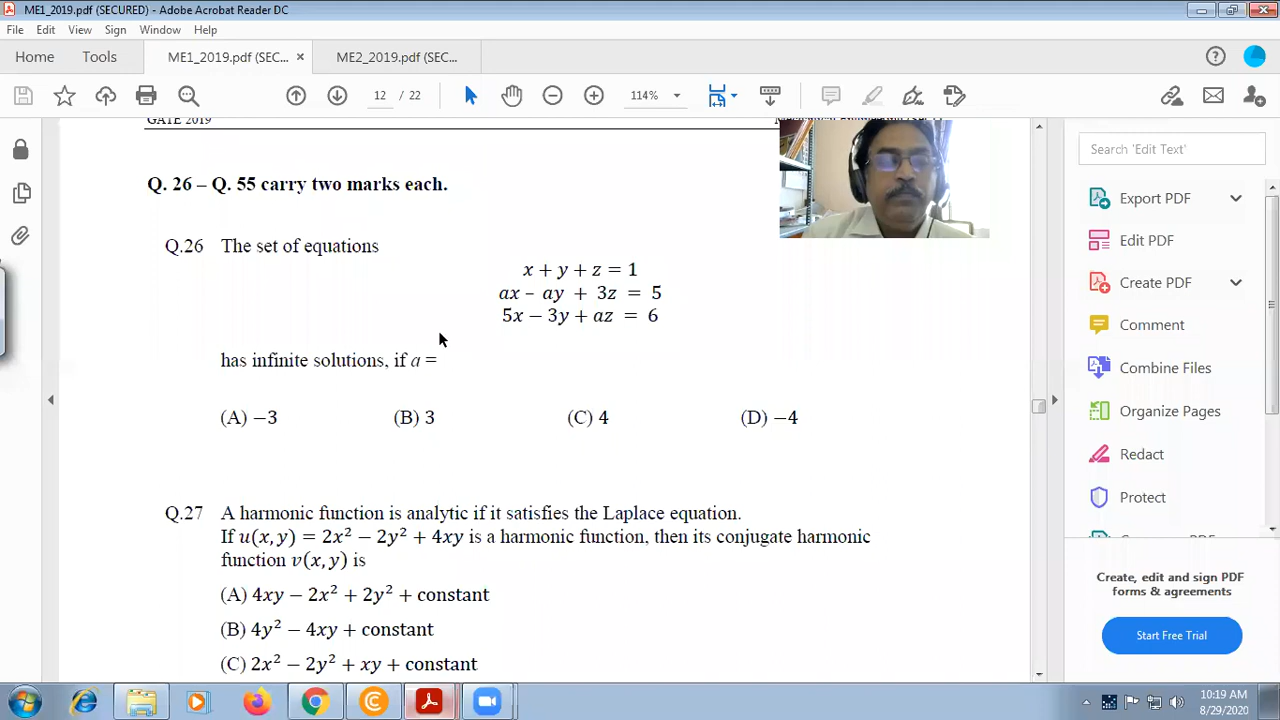 ME1_2019.pdf (SECURED) - Adobe Acrobat Reader DC
File Edit View Sign Window Help
Home Tools ME1_2019.pdf (SEC... × ME2_2019.pdf (SEC...
12 / 22 114%
GATE 2019
Search 'Edit Text'
Q. 26 – Q. 55 carry two marks each.
Export PDF
Q.26 The set of equations
Edit PDF
x + y + z = 1
Create PDF
ax – ay + 3z = 5
5x − 3y + az = 6
Comment
has infinite solutions, if a =
Combine Files
(A) −3 (B) 3 (C) 4 (D) −4
Organize Pages
Redact
Protect
Q.27 A harmonic function is analytic if it satisfies the Laplace equation.
If u(x, y) = 2x² − 2y² + 4xy is a harmonic function, then its conjugate harmonic
function v(x, y) is
(A) 4xy − 2x² + 2y² + constant
(B) 4y² − 4xy + constant
(C) 2x² − 2y² + xy + constant
Create, edit and sign PDF
forms & agreements
Start Free Trial
10:19 AM
8/29/2020